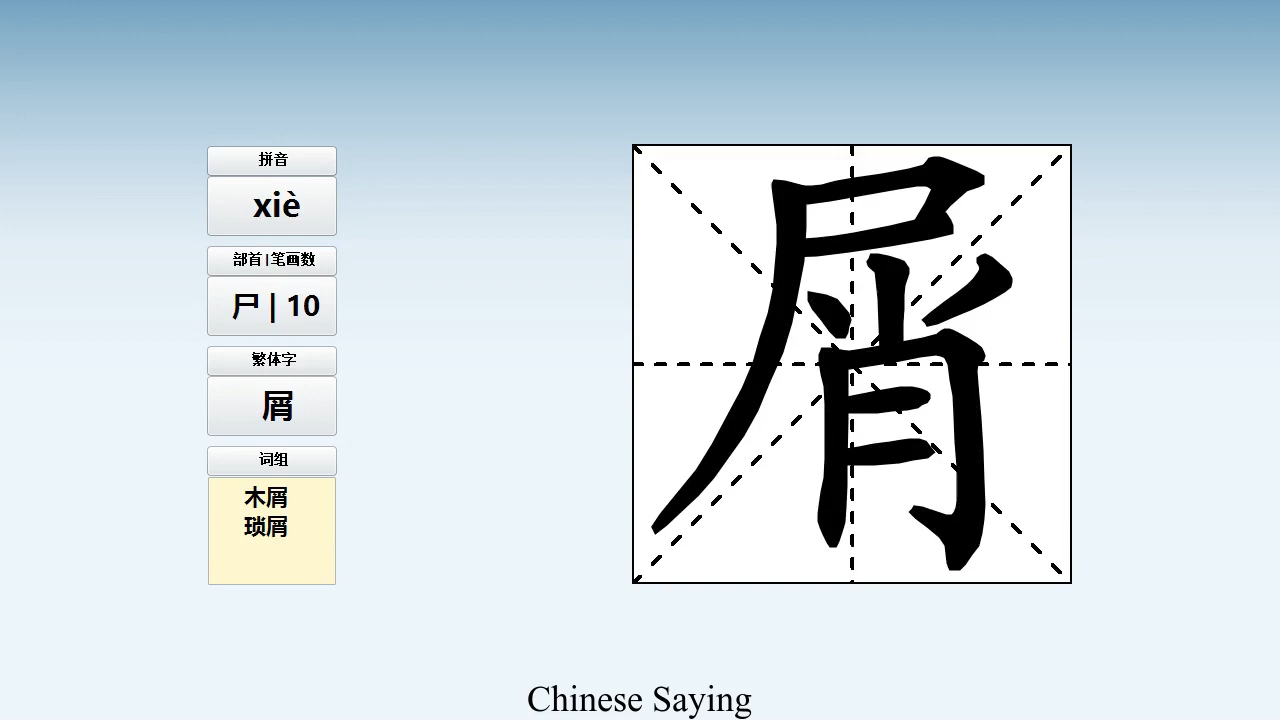 拼音
xiè
部首|笔画数
尸 | 10
繁体字
屑
词组
木屑
琐屑
屑
Chinese Saying